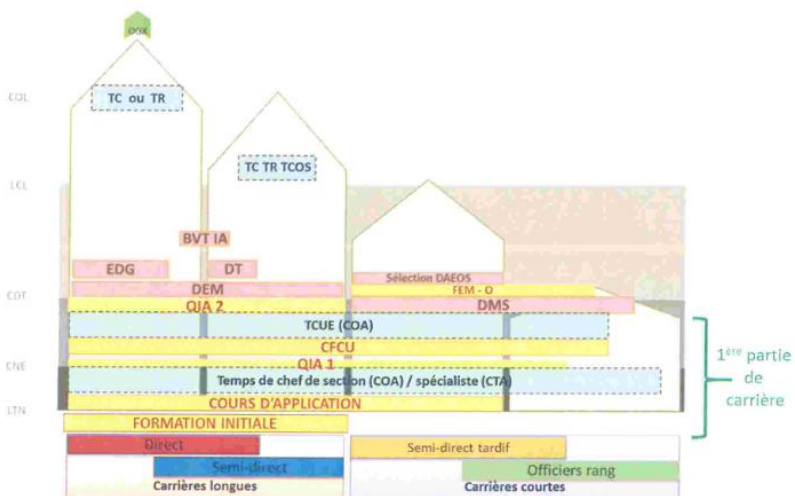 COL
TC ou TR
TC TR TCOS
LCL
BVT IA
EDG
DT
Sélection DAEOS
DEM
FEM - O
CDT
QIA 2
DMS
TCUE (COA)
CFCU
1ère partie de carrière
CNE
QIA 1
Temps de chef de section (COA) / spécialiste (CTA)
LTN
COURS D'APPLICATION
FORMATION INITIALE
Direct
Semi-direct tardif
Semi-direct
Officiers rang
Carrières longues
Carrières courtes